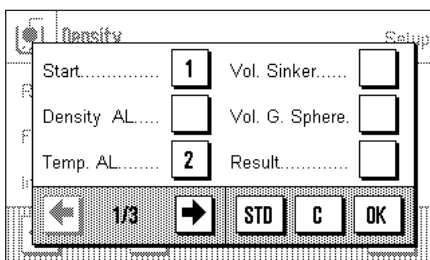 Density
Setup
Start............... 1 Vol. Sinker......
Density AL..... Vol. G. Sphere.
Temp. AL........ 2 Result............
1/3 STD C OK